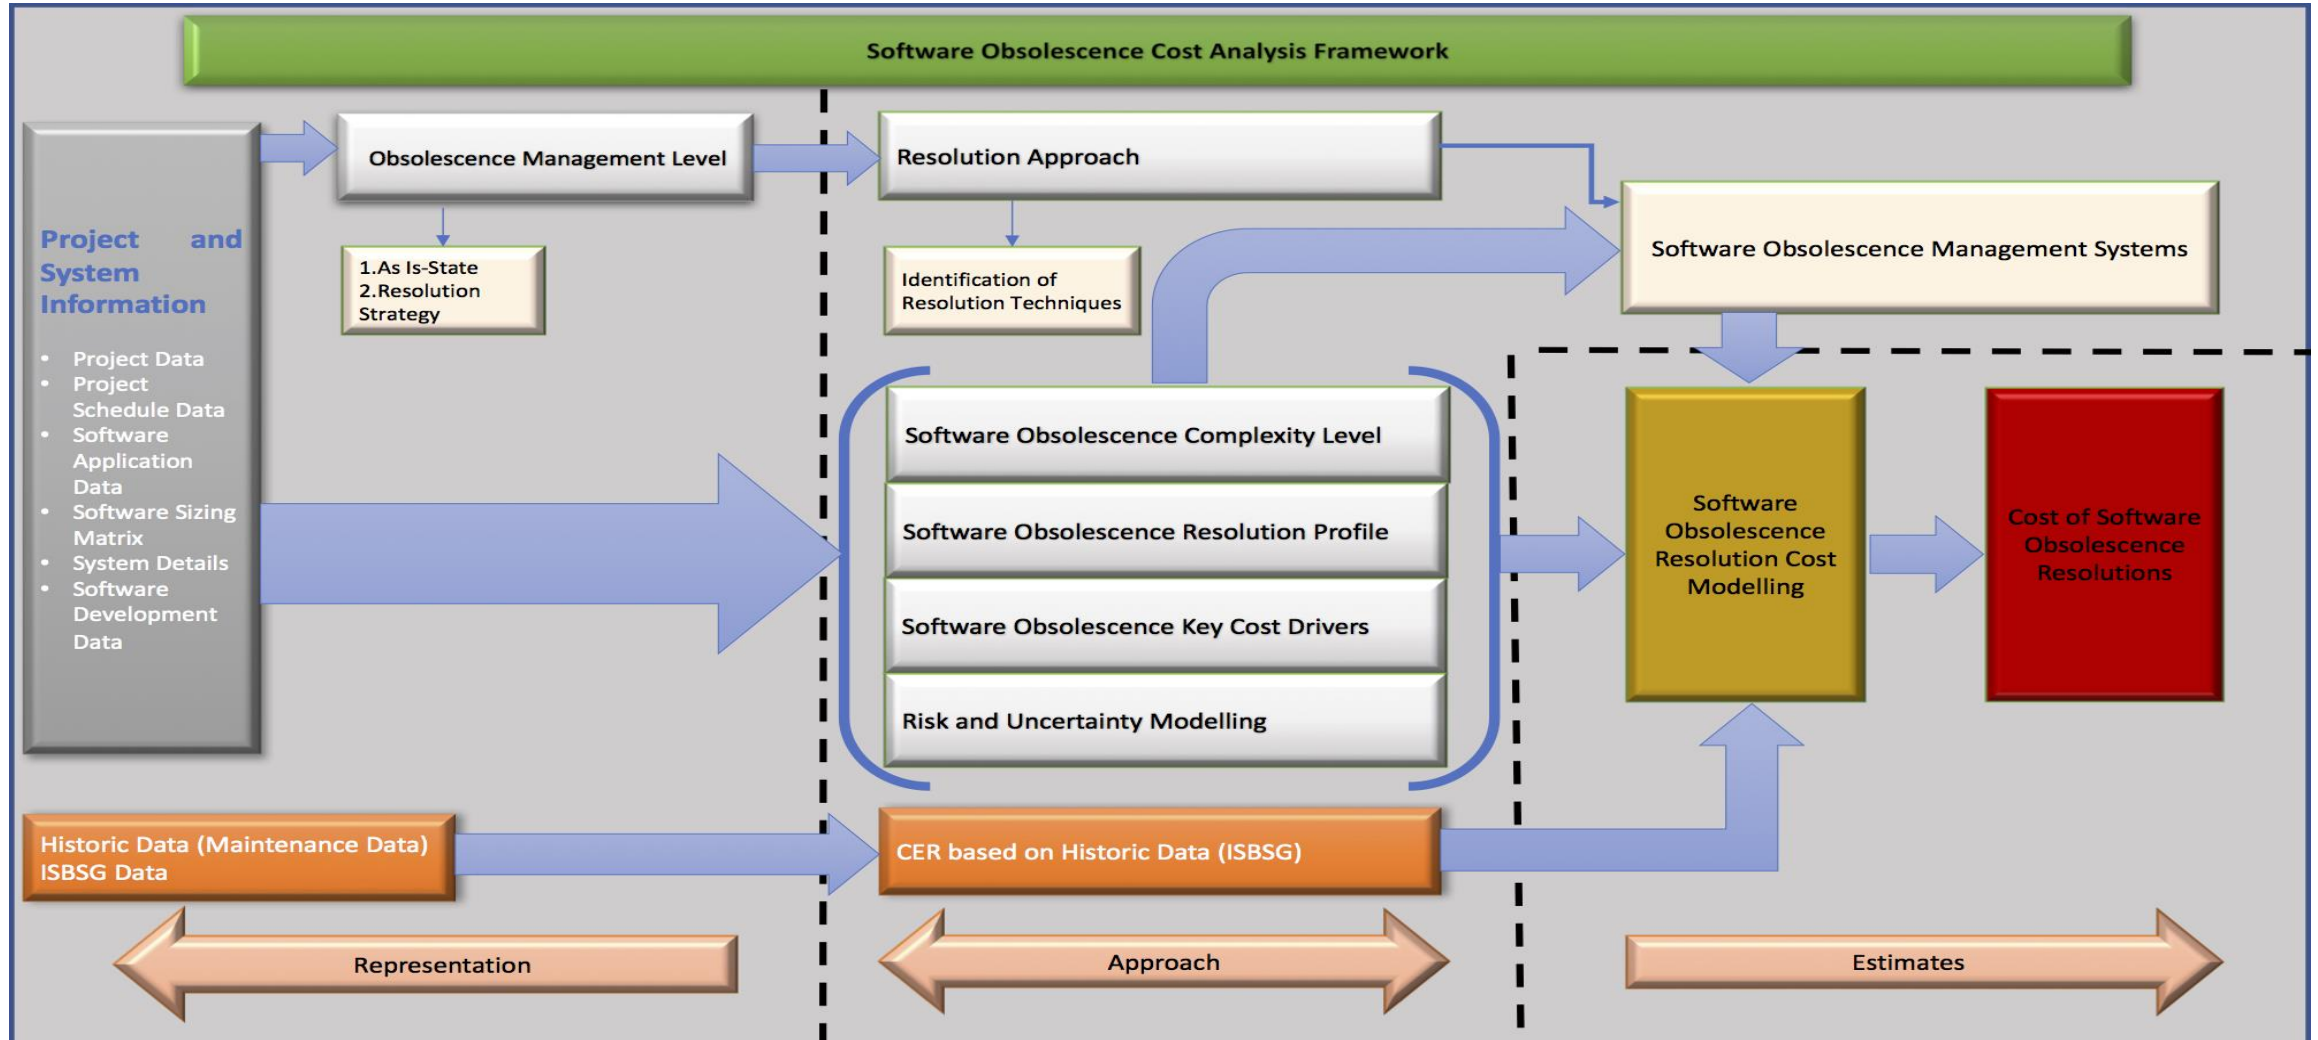 Software Obsolescence Cost Analysis Framework
Project and
System
Information
• Project Data
• Project
Schedule Data
• Software
Application
Data
• Software Sizing
Matrix
• System Details
• Software
Development
Data
Obsolescence Management Level
1.As Is-State
2.Resolution
Strategy
Resolution Approach
Identification of
Resolution Techniques
Software Obsolescence Management Systems
Software Obsolescence Complexity Level
Software Obsolescence Resolution Profile
Software Obsolescence Key Cost Drivers
Risk and Uncertainty Modelling
Software
Obsolescence
Resolution Cost
Modelling
Cost of Software
Obsolescence
Resolutions
Historic Data (Maintenance Data)
ISBSG Data
CER based on Historic Data (ISBSG)
Representation
Approach
Estimates